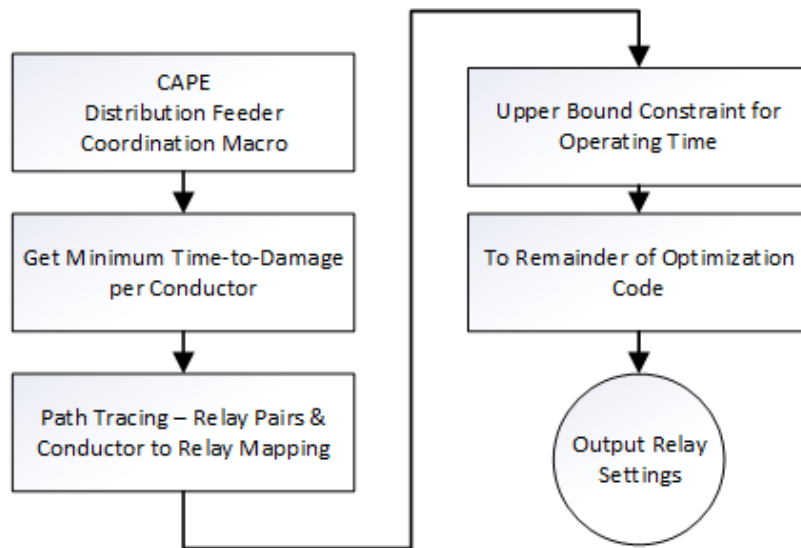 CAPE
Distribution Feeder
Coordination Macro
Get Minimum Time-to-Damage
per Conductor
Path Tracing – Relay Pairs &
Conductor to Relay Mapping
Upper Bound Constraint for
Operating Time
To Remainder of Optimization
Code
Output Relay
Settings